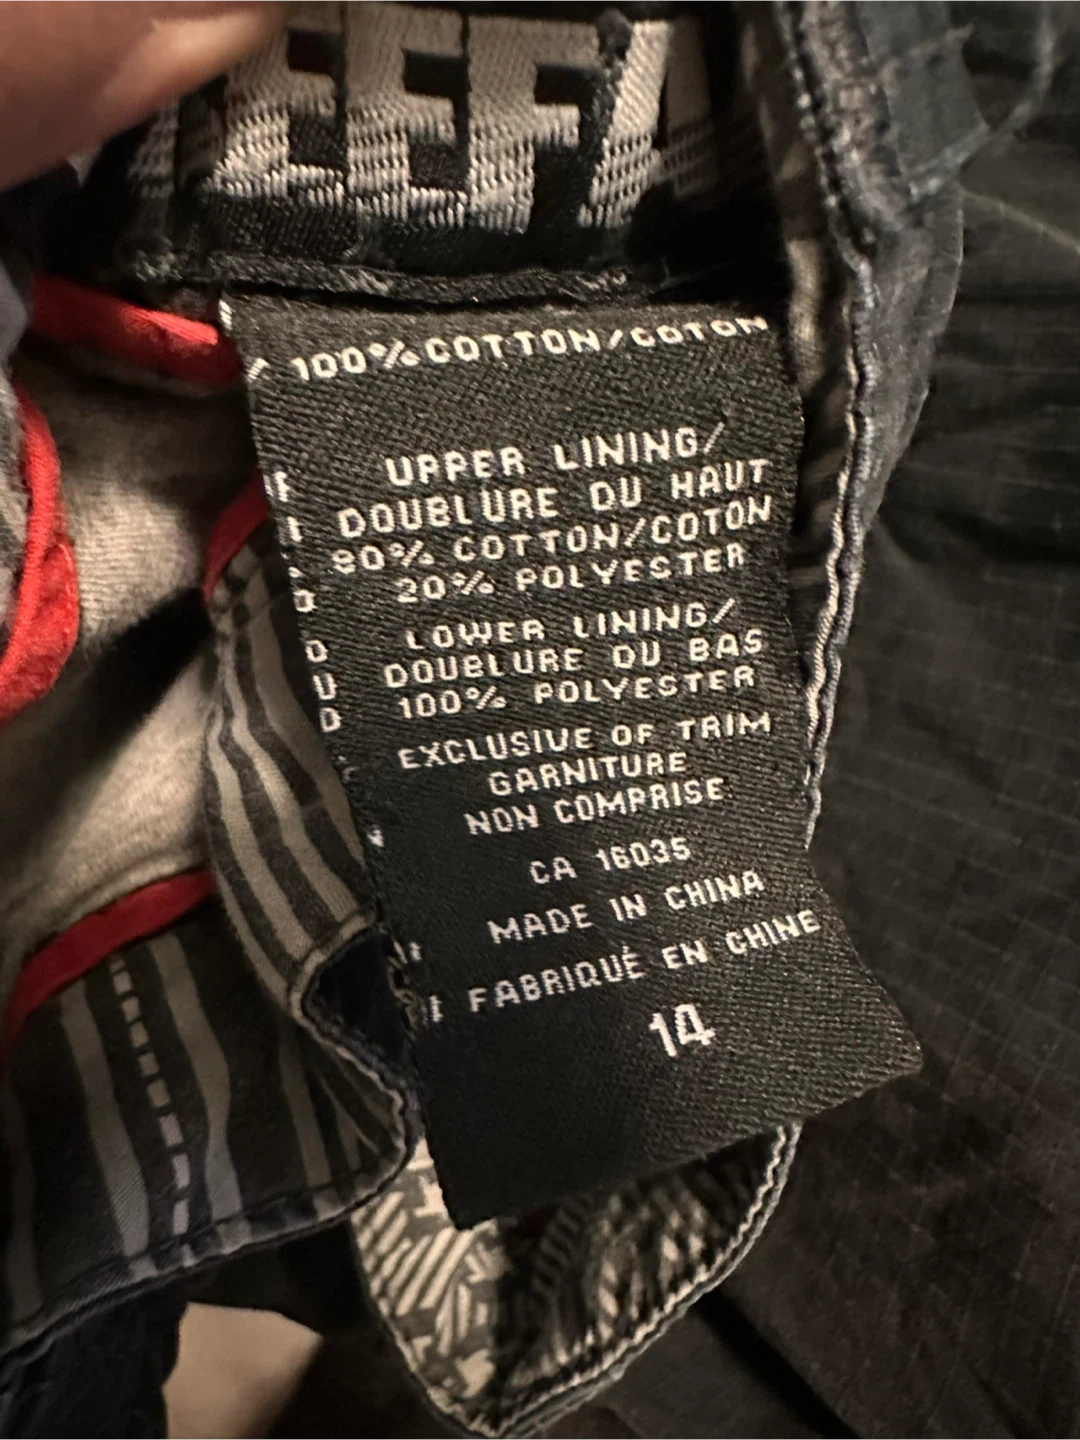 / 100%COTTON/COTON
UPPER LINING/
DOUBLURE DU HAUT
80% COTTON/COTON
20% POLYESTER
LOWER LINING/
DOUBLURE DU BAS
100% POLYESTER
EXCLUSIVE OF TRIM
GARNITURE
NON COMPRISE
CA 16035
MADE IN CHINA
FABRIQUÉ EN CHINE
14